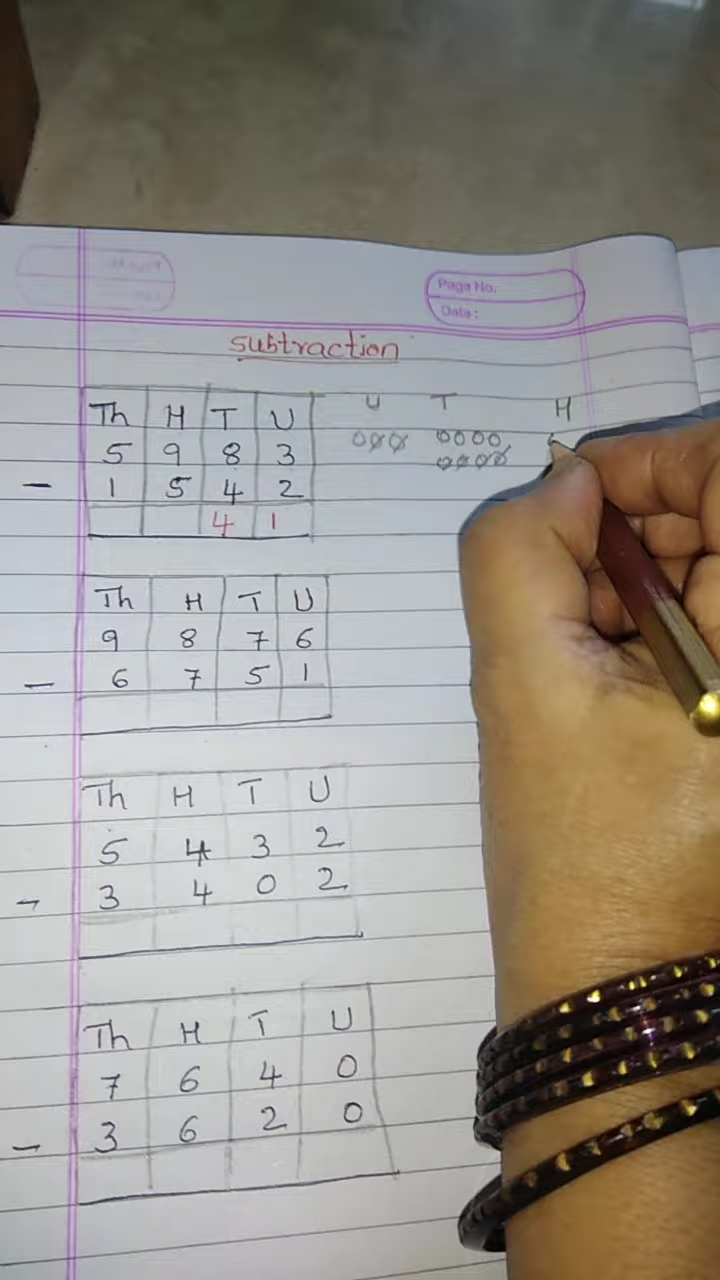 Page No.
Date:
subtraction
Th H T U
5 9 8 3
- 1 5 4 2
4 1
U T H
Th H T U
9 8 7 6
- 6 7 5 1
Th H T U
5 4 3 2
- 3 4 0 2
Th H T U
7 6 4 0
- 3 6 2 0